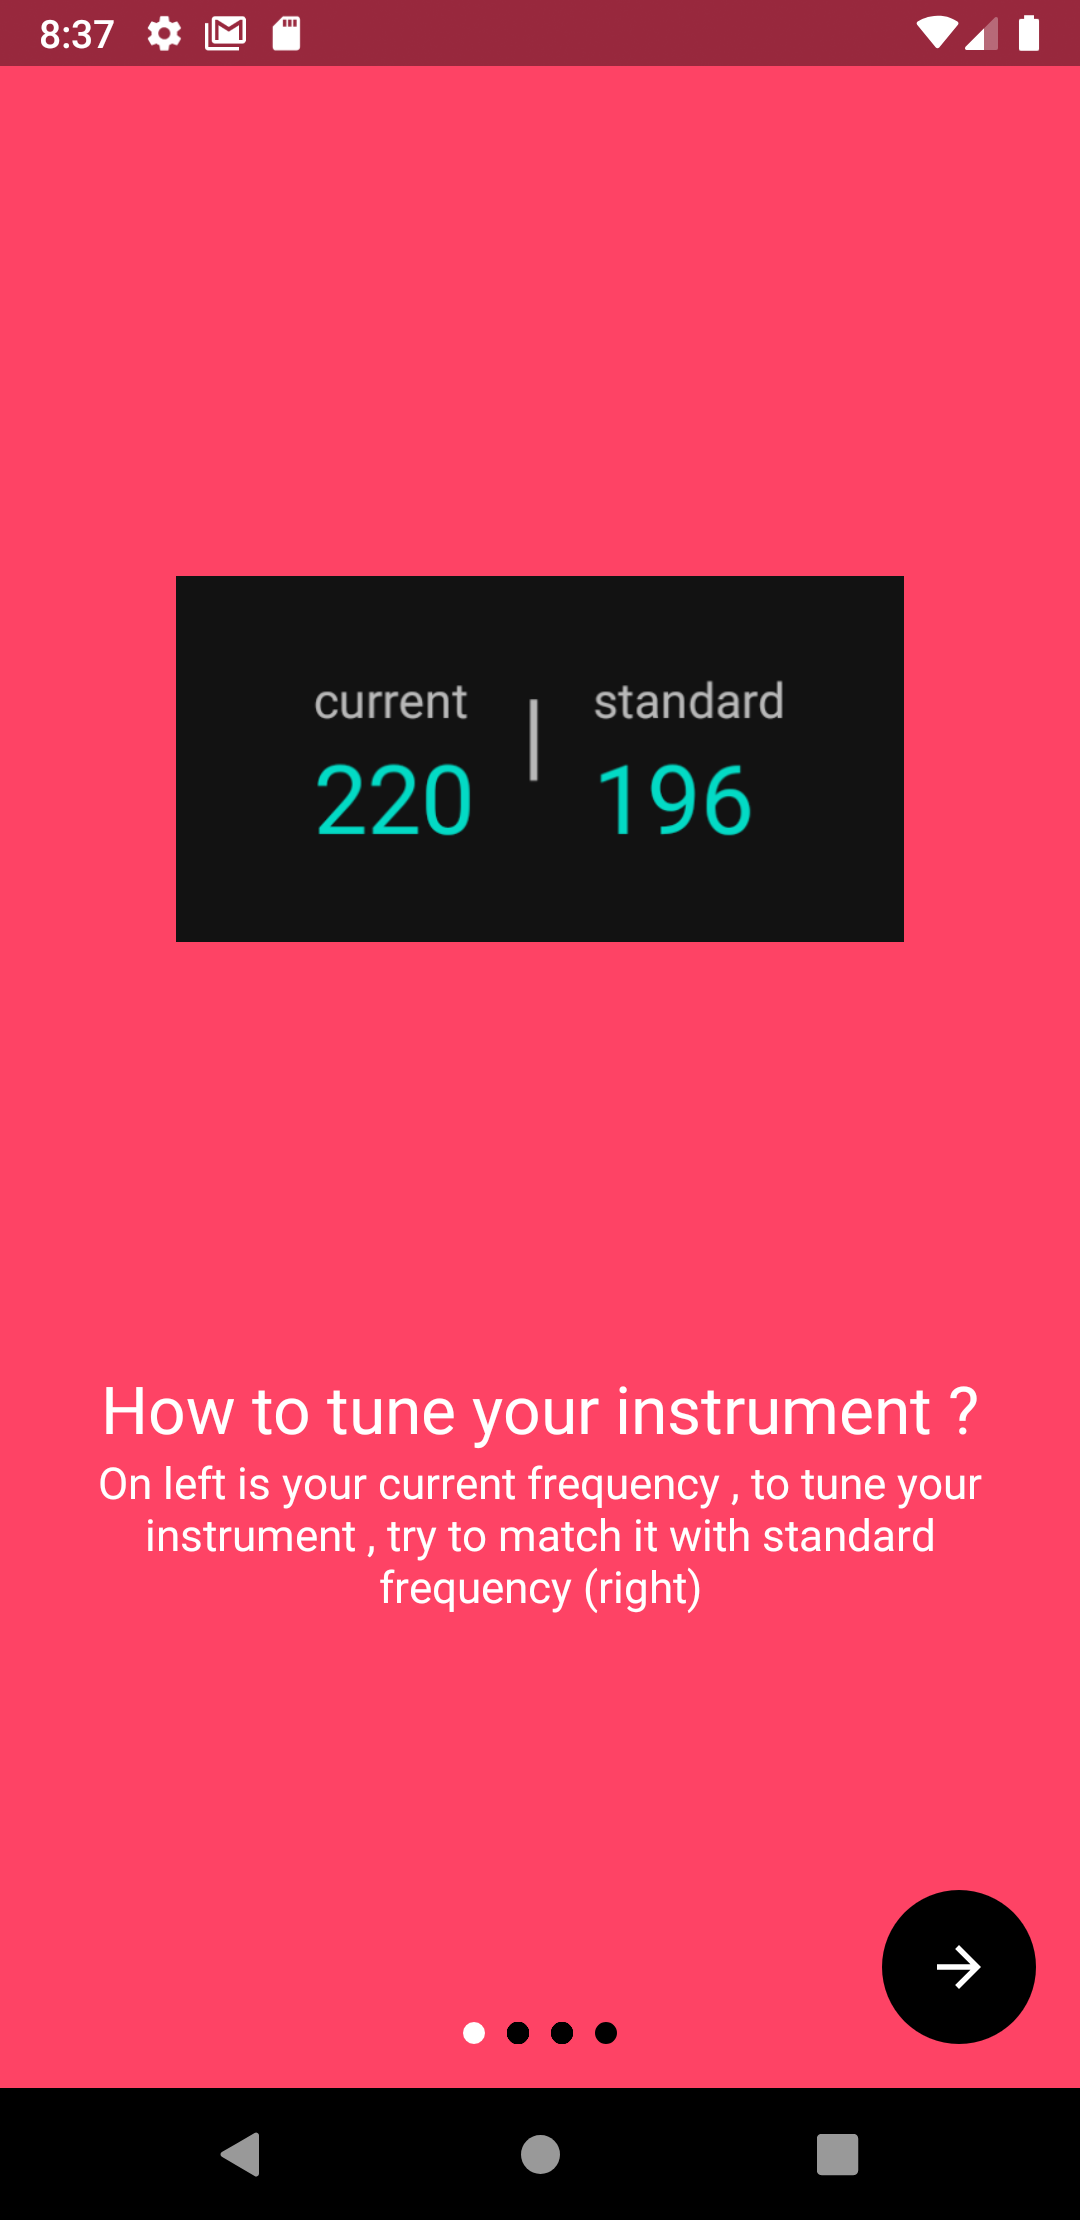 8:37
current | standard
220 196
How to tune your instrument ?
On left is your current frequency , to tune your
instrument , try to match it with standard
frequency (right)